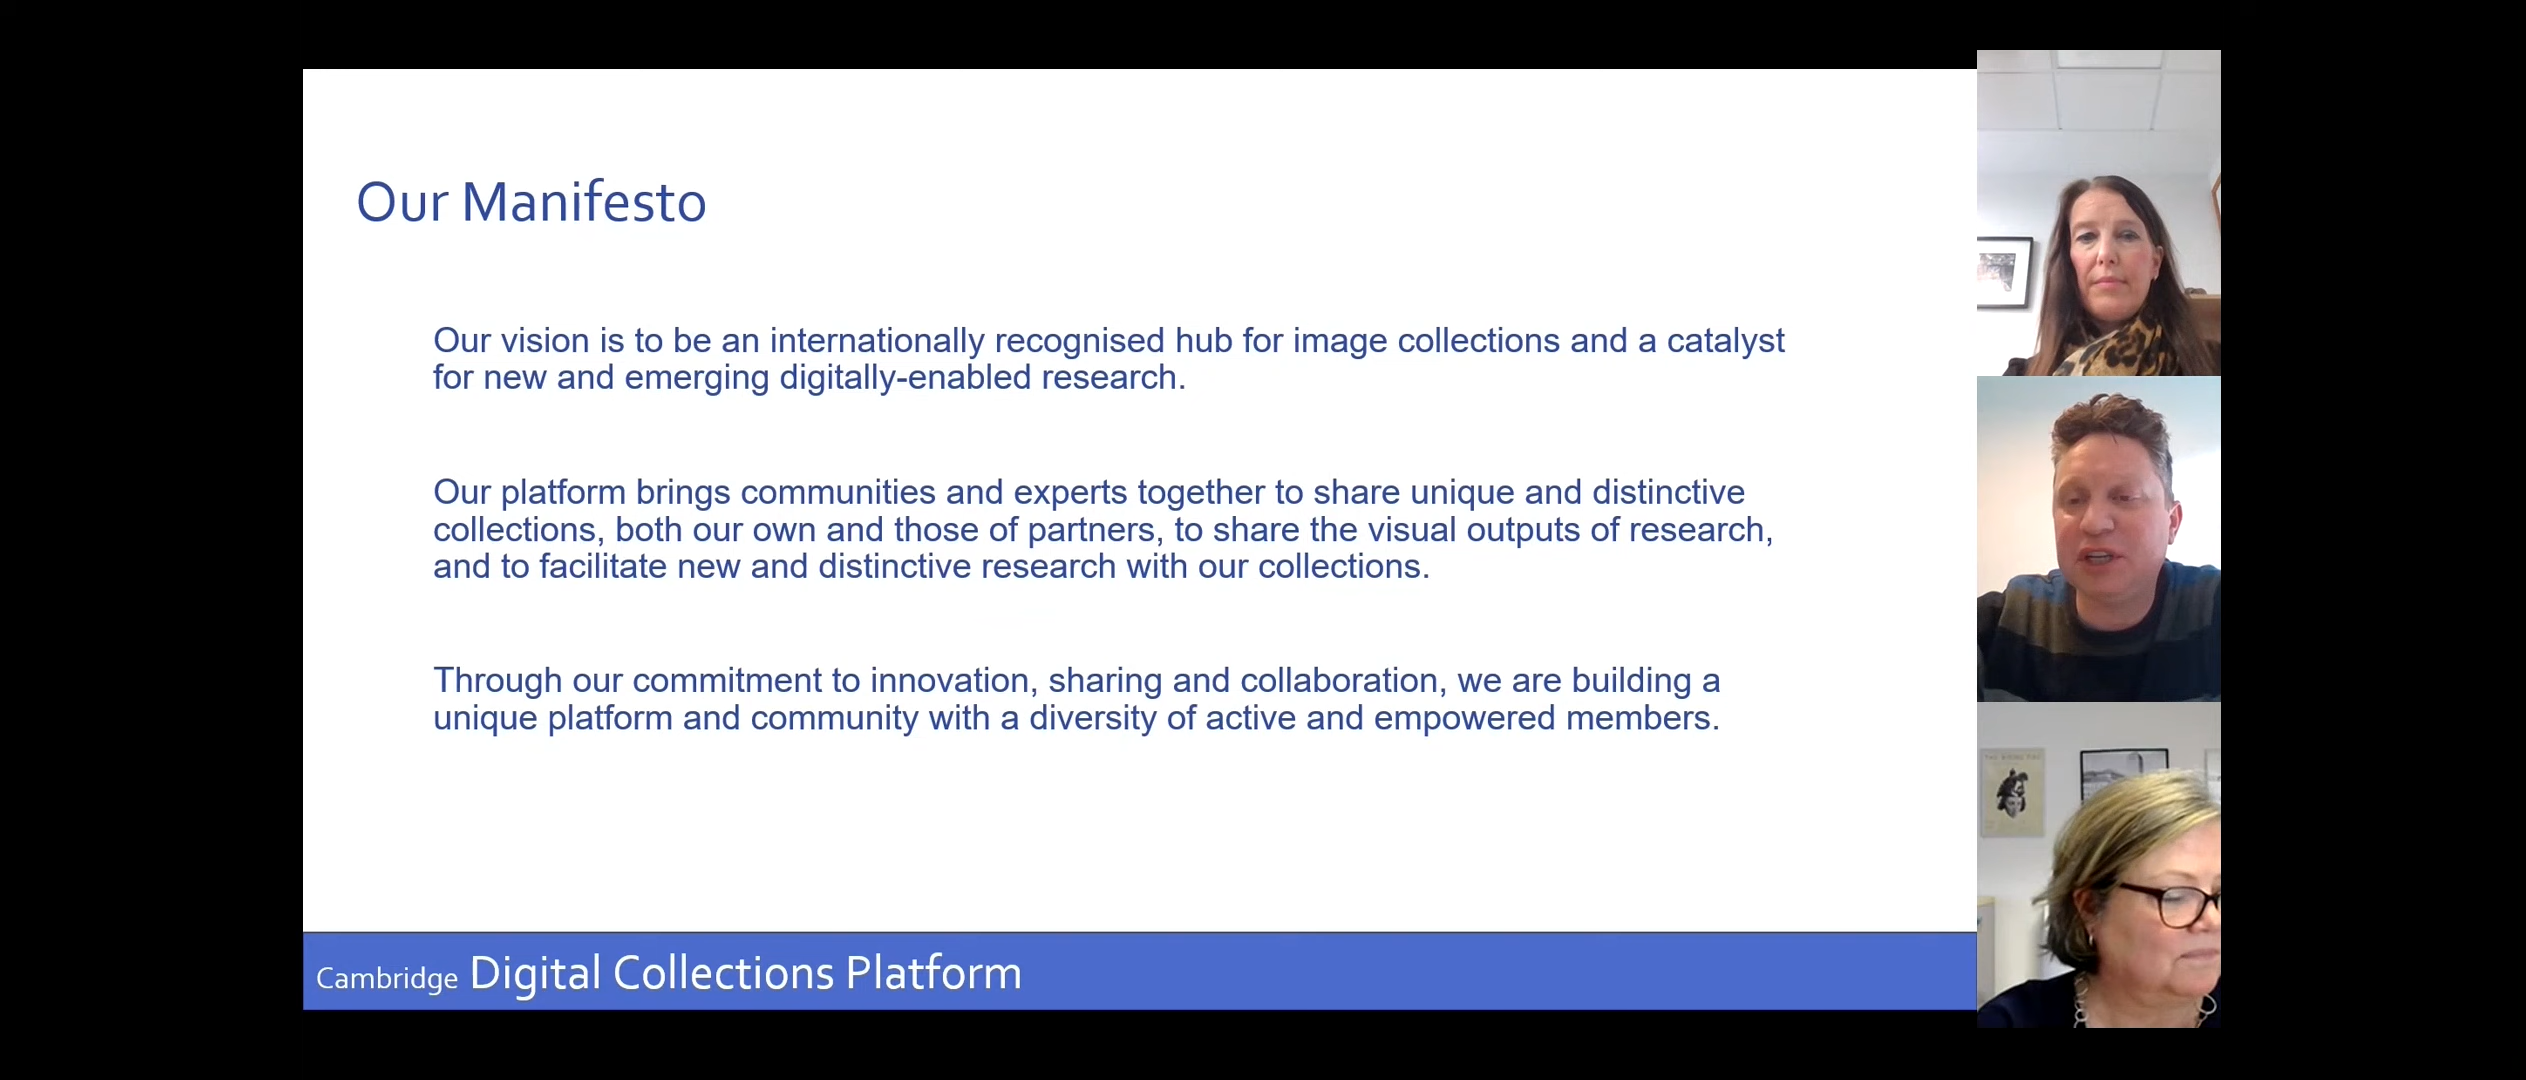 Our Manifesto
Our vision is to be an internationally recognised hub for image collections and a catalyst
for new and emerging digitally-enabled research.
Our platform brings communities and experts together to share unique and distinctive
collections, both our own and those of partners, to share the visual outputs of research,
and to facilitate new and distinctive research with our collections.
Through our commitment to innovation, sharing and collaboration, we are building a
unique platform and community with a diversity of active and empowered members.
Cambridge Digital Collections Platform